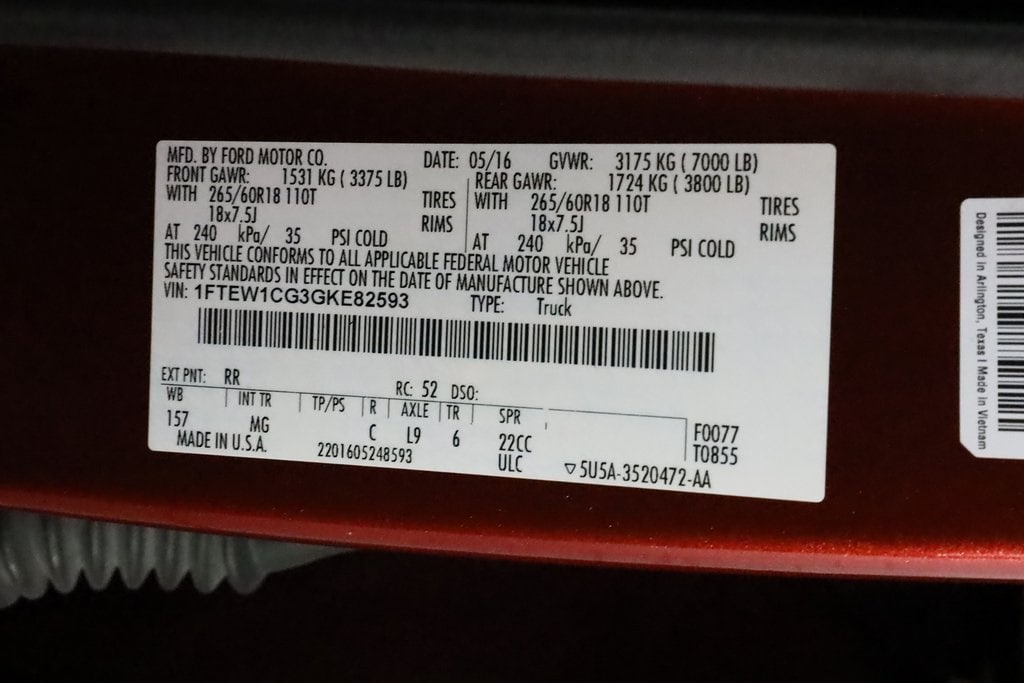 MFD. BY FORD MOTOR CO. DATE: 05/16 GVWR: 3175 KG ( 7000 LB)
FRONT GAWR: 1531 KG ( 3375 LB) REAR GAWR: 1724 KG ( 3800 LB)
WITH 265/60R18 110T TIRES WITH 265/60R18 110T TIRES
18x7.5J RIMS 18x7.5J RIMS
AT 240 kPa/ 35 PSI COLD AT 240 kPa/ 35 PSI COLD
THIS VEHICLE CONFORMS TO ALL APPLICABLE FEDERAL MOTOR VEHICLE
SAFETY STANDARDS IN EFFECT ON THE DATE OF MANUFACTURE SHOWN ABOVE.
VIN: 1FTEW1CG3GKE82593 TYPE: Truck
EXT PNT: RR RC: 52 DSO:
WB INT TR TP/PS R AXLE TR SPR
157 MG C L9 6 22CC F0077
MADE IN U.S.A. 2201605248593 ULC T0855
5U5A-3520472-AA
Designed in Arlington, Texas | Made in Vietnam